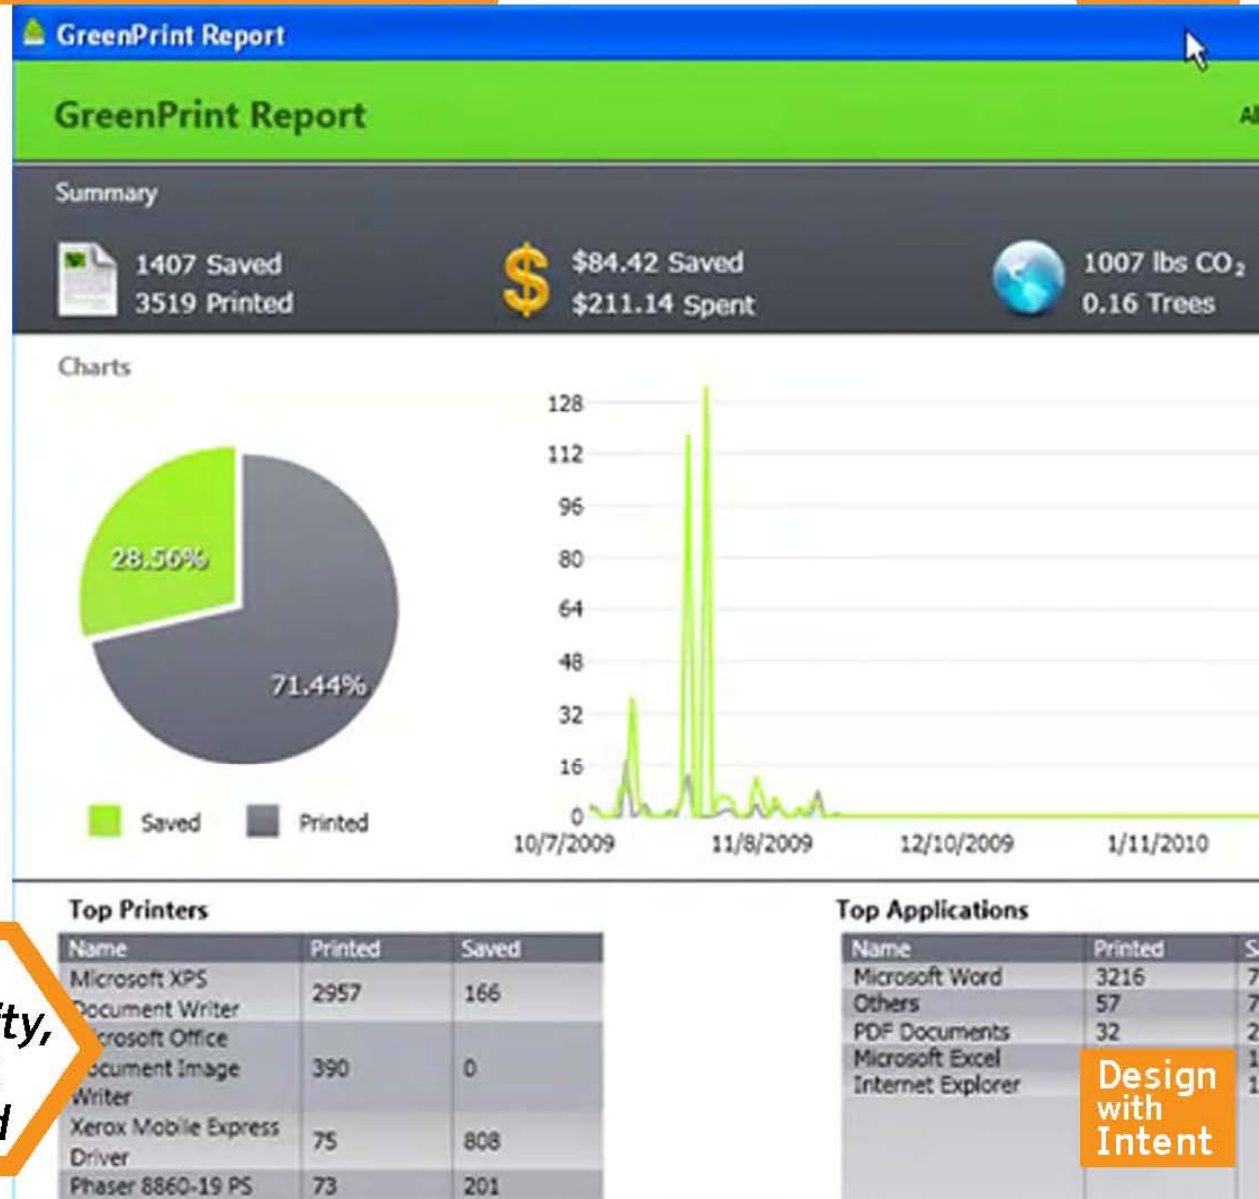 GreenPrint Report
GreenPrint Report
Summary
1407 Saved
3519 Printed
$84.42 Saved
$211.14 Spent
1007 lbs CO₂
0.16 Trees
Charts
28.56%
71.44%
Saved
Printed
128
112
96
80
64
48
32
16
0
10/7/2009 11/8/2009 12/10/2009 1/11/2010
Top Printers
Name Printed Saved
Microsoft XPS
Document Writer
2957 166
Microsoft Office
Document Image
Writer
390 0
Xerox Mobile Express
Driver
75 808
Phaser 8860-19 PS 73 201
Top Applications
Name Printed
Microsoft Word 3216
Others 57
PDF Documents 32
Microsoft Excel
Internet Explorer
Design
with
Intent